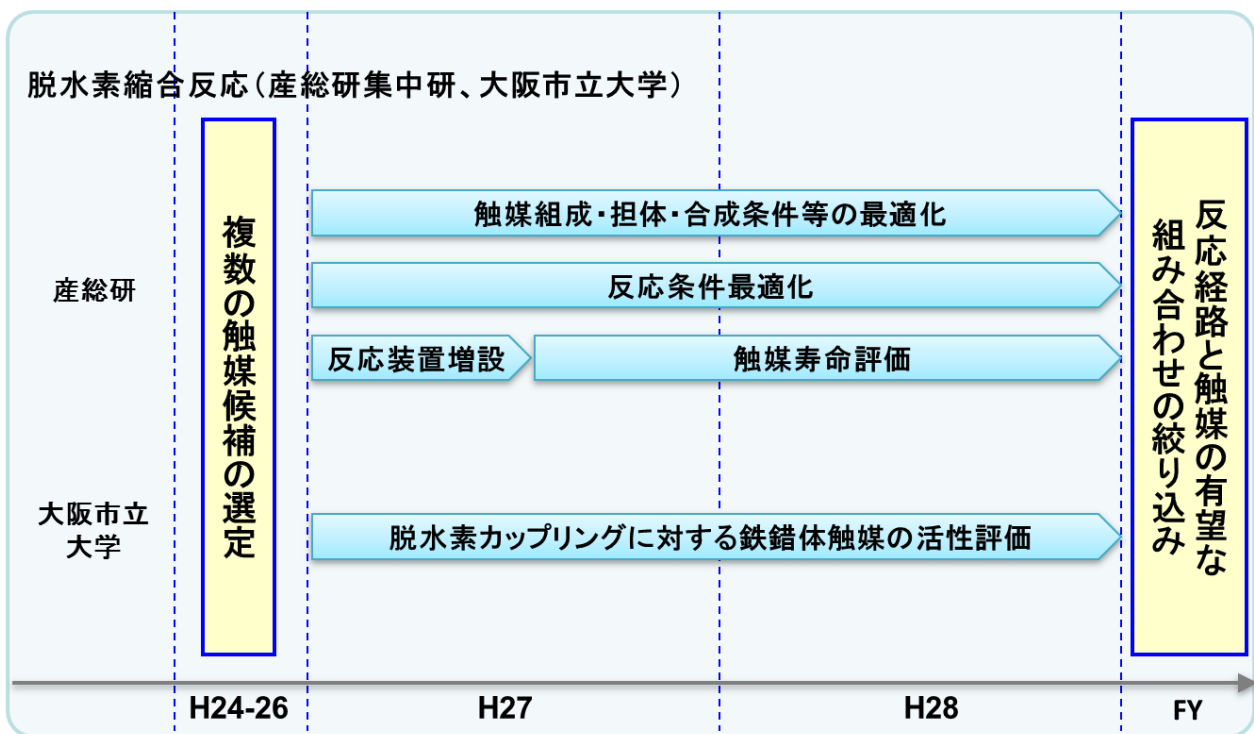 脱水素縮合反応(産総研集中研、大阪市立大学)
複数の触媒候補の選定
産総研
触媒組成・担体・合成条件等の最適化
反応条件最適化
反応装置増設
触媒寿命評価
大阪市立
大学
脱水素カップリングに対する鉄錯体触媒の活性評価
反応経路と触媒の有望な
組み合わせの絞り込み
H24-26
H27
H28
FY